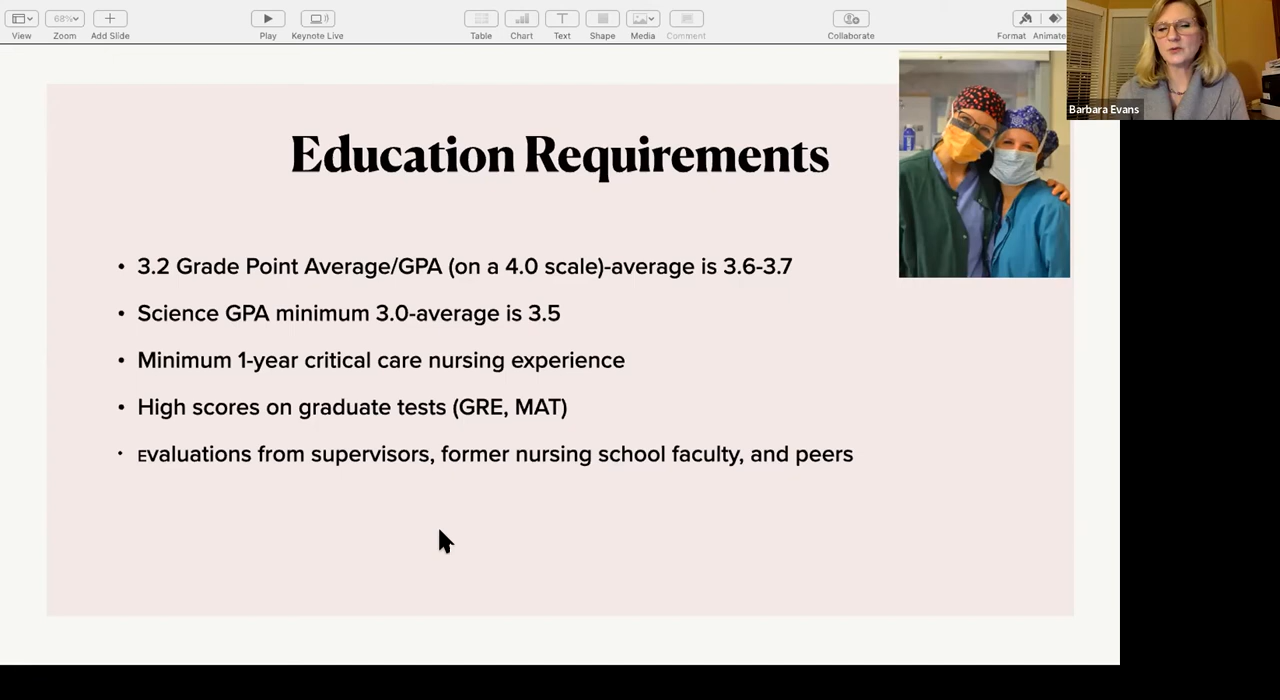 68%
View
Zoom
Add Slide
Play
Keynote Live
Table
Chart
Text
Shape
Media
Comment
Collaborate
Format
Animate
Barbara Evans
Education Requirements
• 3.2 Grade Point Average/GPA (on a 4.0 scale)-average is 3.6-3.7
• Science GPA minimum 3.0-average is 3.5
• Minimum 1-year critical care nursing experience
• High scores on graduate tests (GRE, MAT)
• Evaluations from supervisors, former nursing school faculty, and peers